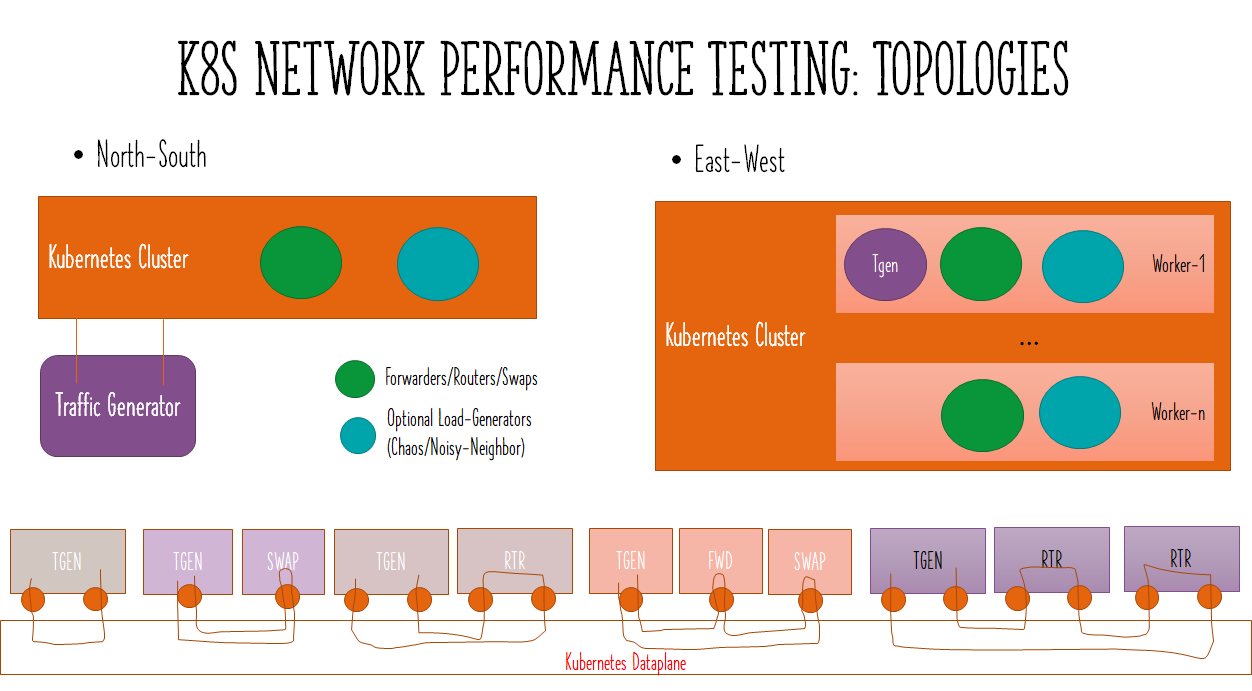 K8S NETWORK PERFORMANCE TESTING: TOPOLOGIES
• North-South
• East-West
Kubernetes Cluster
Traffic Generator
Forwarders/Routers/Swaps
Optional Load-Generators
(Chaos/Noisy-Neighbor)
Kubernetes Cluster
Tgen
Worker-1
...
Worker-n
TGEN
TGEN
SWAP
TGEN
RTR
TGEN
FWD
SWAP
TGEN
RTR
RTR
Kubernetes Dataplane